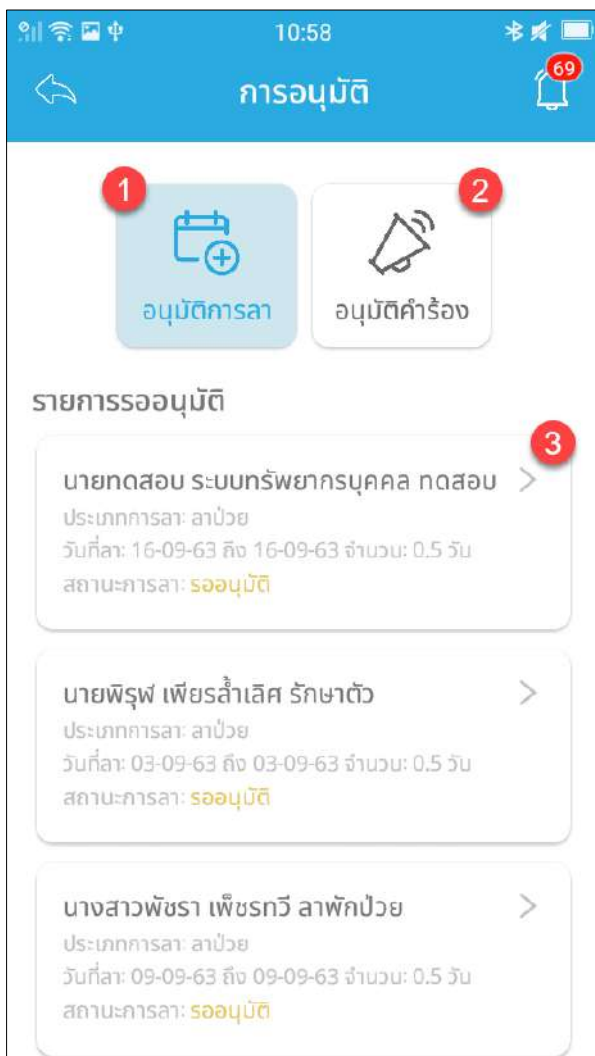 10:58
69
การอนุมัติ
1
2
อนุมัติการลา
อนุมัติคำร้อง
รายการรออนุมัติ
3
นายทดสอบ ระบบทรัพยากรบุคคล ทดสอบ
ประเภทการลา: ลาป่วย
วันที่ลา: 16-09-63 ถึง 16-09-63 จำนวน: 0.5 วัน
สถานะการลา: รออนุมัติ
นายพิรุฬ เพียรล้ำเลิศ รักษาตัว
ประเภทการลา: ลาป่วย
วันที่ลา: 03-09-63 ถึง 03-09-63 จำนวน: 0.5 วัน
สถานะการลา: รออนุมัติ
นางสาวพัชรา เพ็ชรทวี ลาพักป่วย
ประเภทการลา: ลาป่วย
วันที่ลา: 09-09-63 ถึง 09-09-63 จำนวน: 0.5 วัน
สถานะการลา: รออนุมัติ